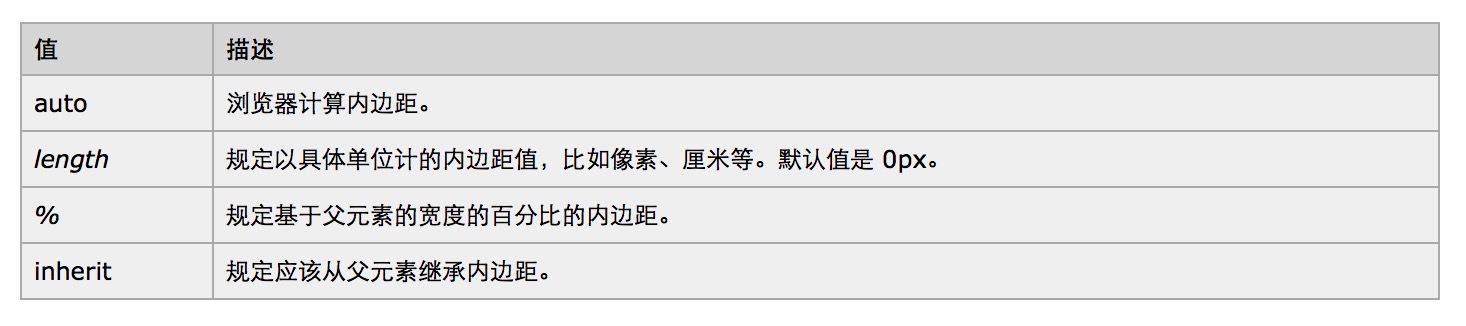 值 描述
auto 浏览器计算内边距。
length 规定以具体单位计的内边距值，比如像素、厘米等。默认值是 0px。
% 规定基于父元素的宽度的百分比的内边距。
inherit 规定应该从父元素继承内边距。